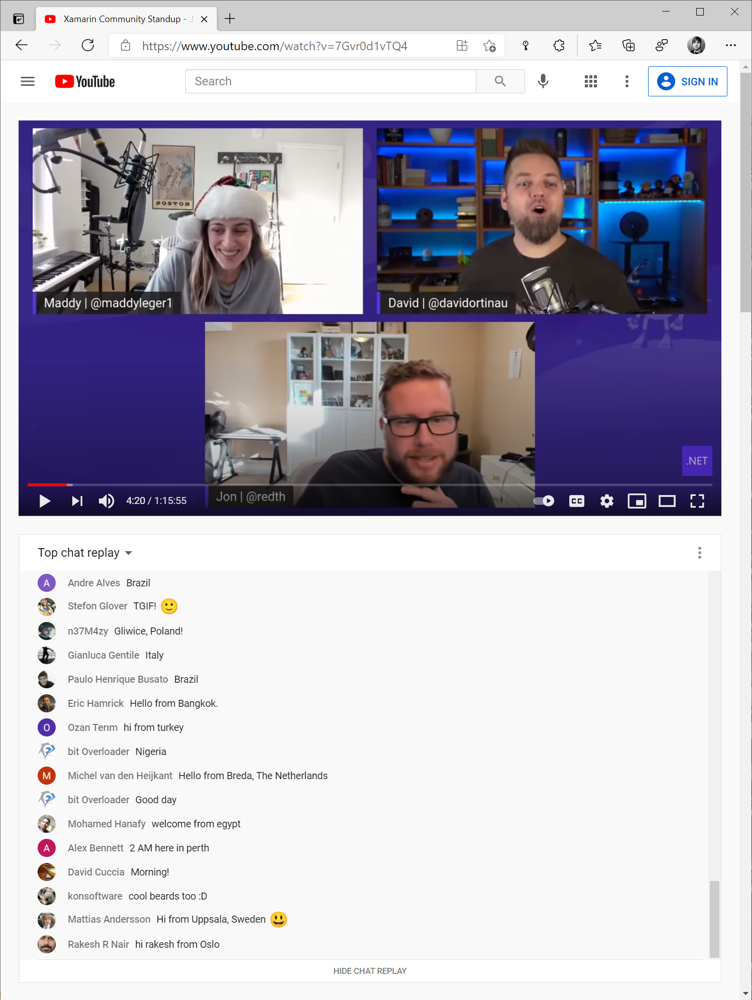 Xamarin Community Standup - .N
https://www.youtube.com/watch?v=7Gvr0d1vTQ4
YouTube
Search
SIGN IN
STAR WARS
BOSTON
Maddy | @maddyleger1
David | @davidortinau
.NET
4:20 / 1:15:55
Jon | @redth
CC
Top chat replay
A Andre Alves Brazil
Stefon Glover TGIF! 🙂
n37M4zy Gliwice, Poland!
Gianluca Gentile Italy
Paulo Henrique Busato Brazil
Eric Hamrick Hello from Bangkok.
O Ozan Terım hi from turkey
bit Overloader Nigeria
M Michel van den Heijkant Hello from Breda, The Netherlands
bit Overloader Good day
Mohamed Hanafy welcome from egypt
A Alex Bennett 2 AM here in perth
David Cuccia Morning!
konsoftware cool beards too :D
Mattias Andersson Hi from Uppsala, Sweden 😃
Rakesh R Nair hi rakesh from Oslo
HIDE CHAT REPLAY